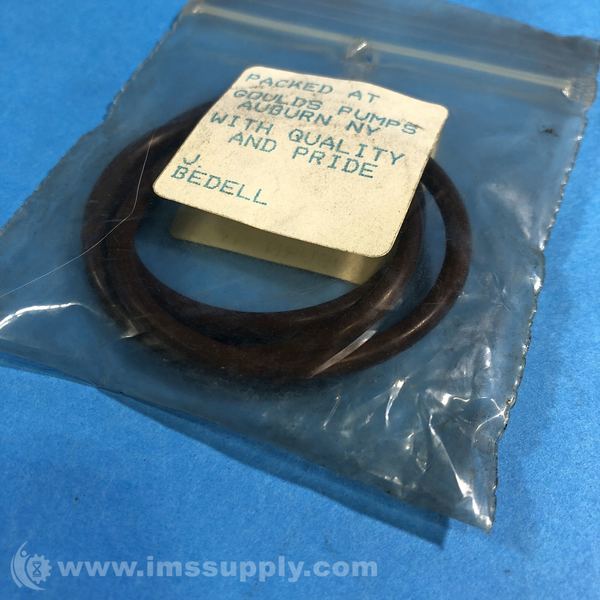 PACKED AT
GOULDS PUMPS
AUBURN NY
WITH QUALITY
AND PRIDE
J.
BEDELL
www.imssupply.com